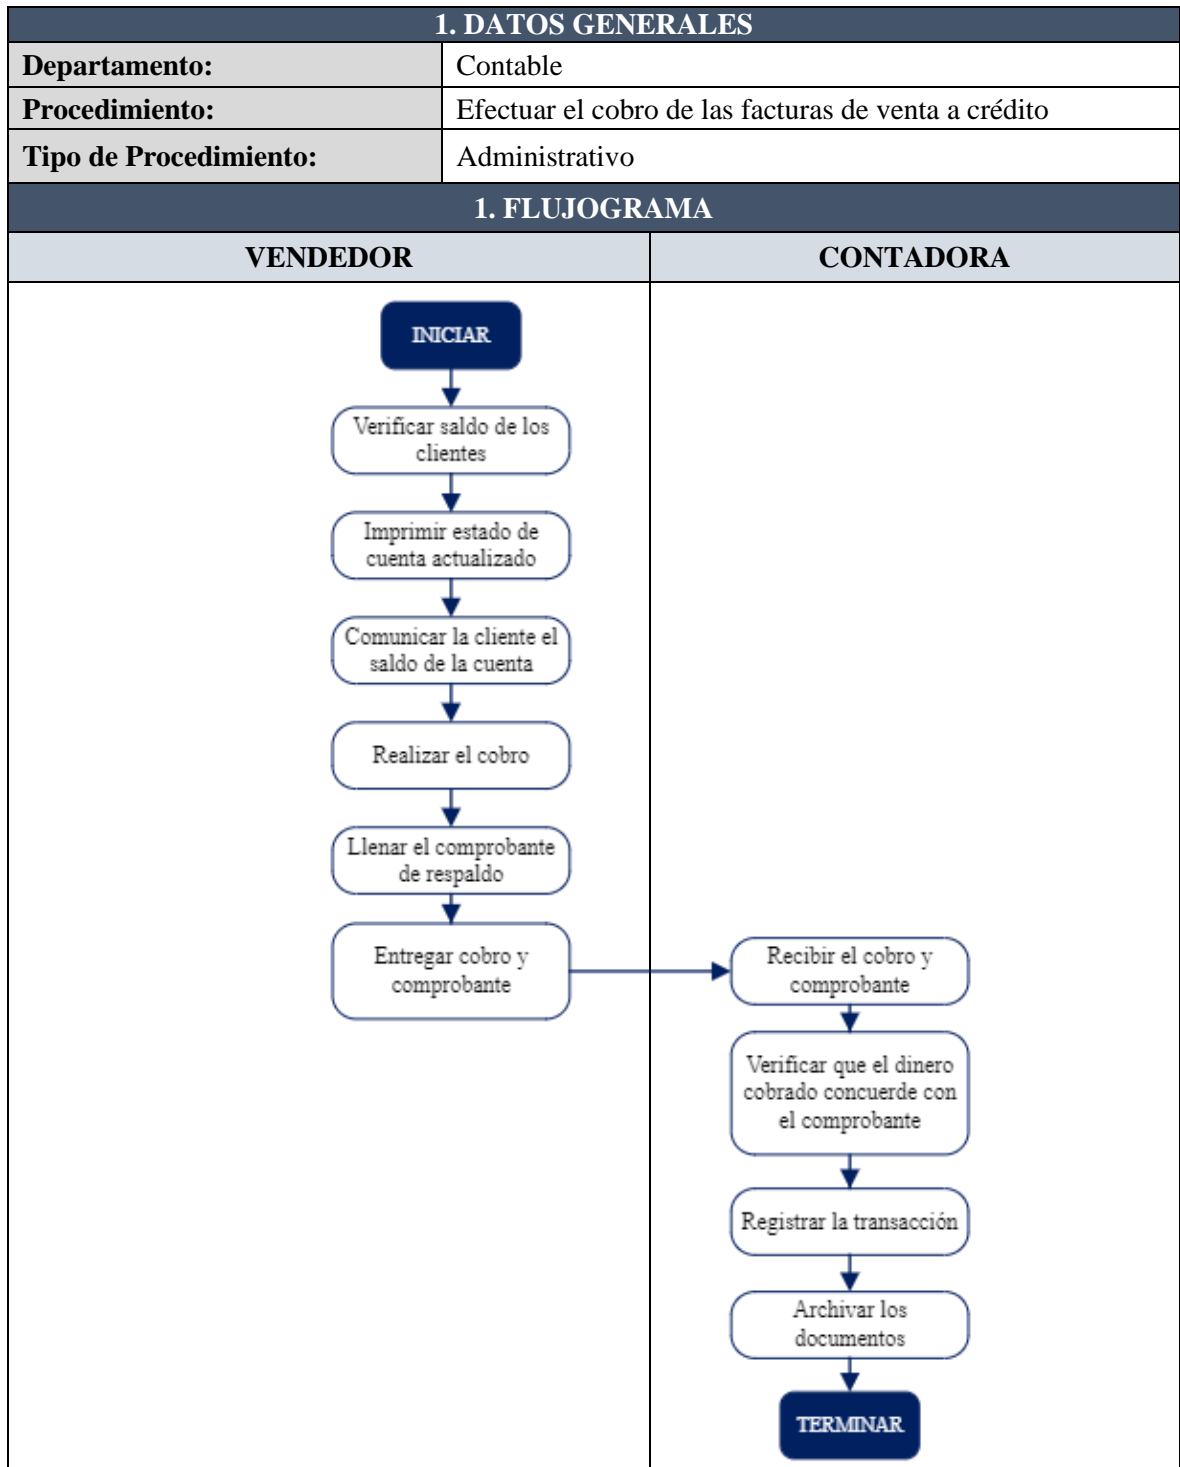 1. DATOS GENERALES
Departamento:
Contable
Procedimiento:
Efectuar el cobro de las facturas de venta a crédito
Tipo de Procedimiento:
Administrativo
1. FLUJOGRAMA
VENDEDOR
CONTADORA
INICIAR
Verificar saldo de los
clientes
Imprimir estado de
cuenta actualizado
Comunicar la cliente el
saldo de la cuenta
Realizar el cobro
Llenar el comprobante
de respaldo
Entregar cobro y
comprobante
Recibir el cobro y
comprobante
Verificar que el dinero
cobrado concuerde con
el comprobante
Registrar la transacción
Archivar los
documentos
TERMINAR